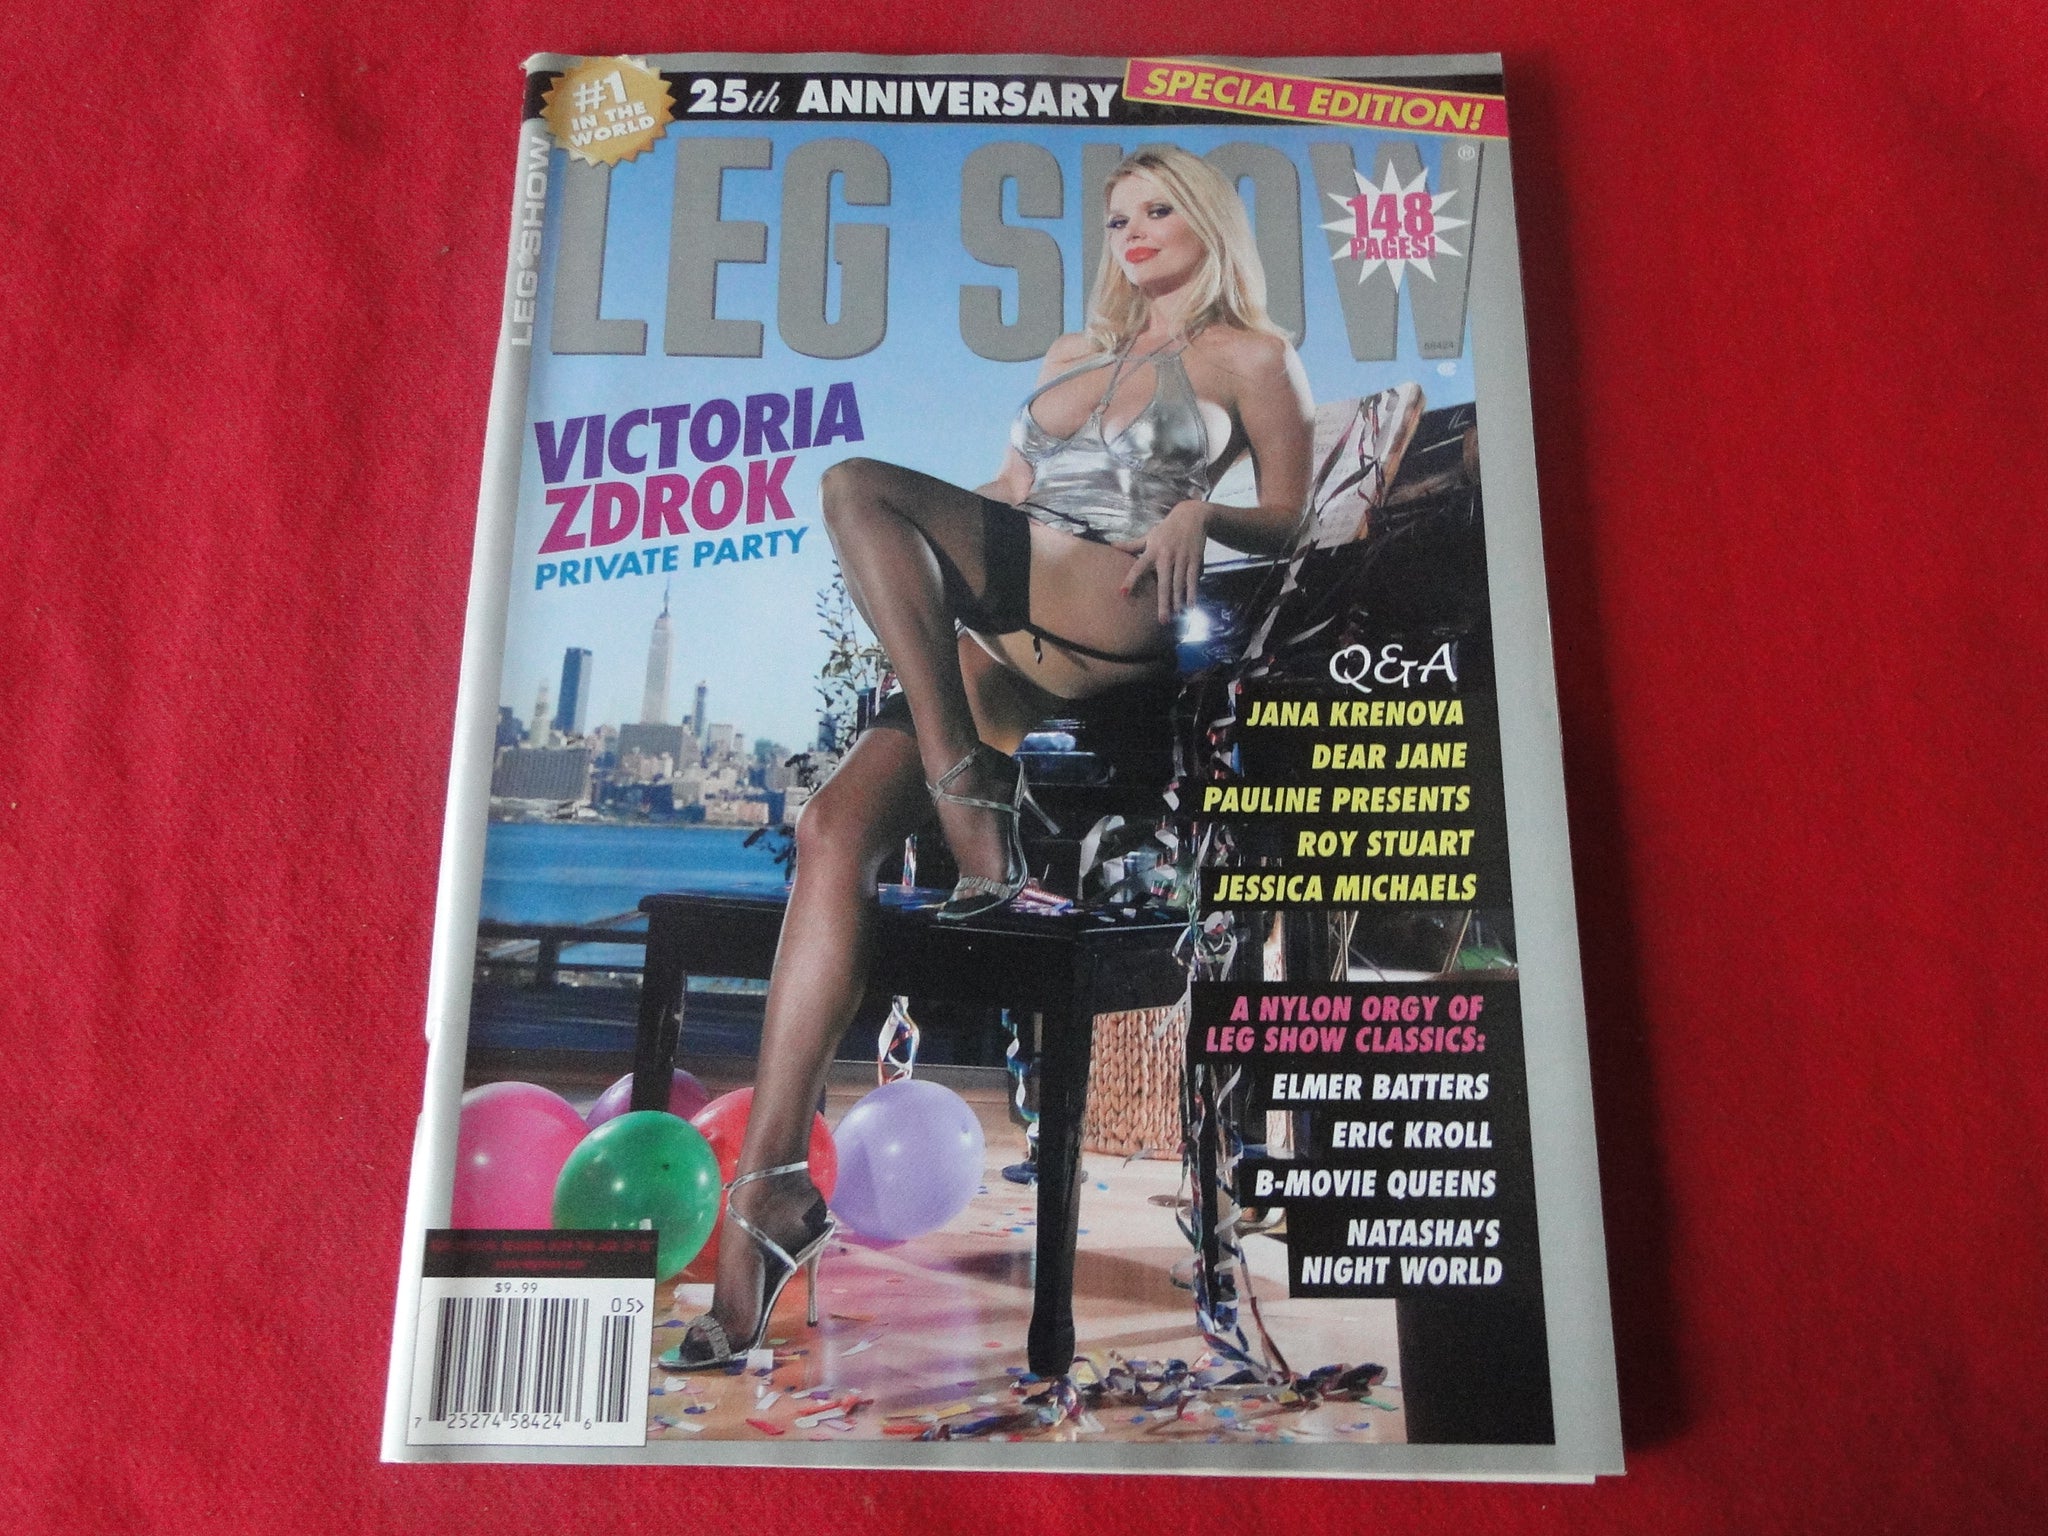 #1
IN THE
WORLD
25th ANNIVERSARY
SPECIAL EDITION!
LEG SHOW
LEG SHOW
®
148
PAGES!
58424
VICTORIA
ZDROK
PRIVATE PARTY
Q&A
JANA KRENOVA
DEAR JANE
PAULINE PRESENTS
ROY STUART
JESSICA MICHAELS
A NYLON ORGY OF
LEG SHOW CLASSICS:
ELMER BATTERS
ERIC KROLL
B-MOVIE QUEENS
NATASHA'S
NIGHT WORLD
$9.99
05>
7 25274 58424 6